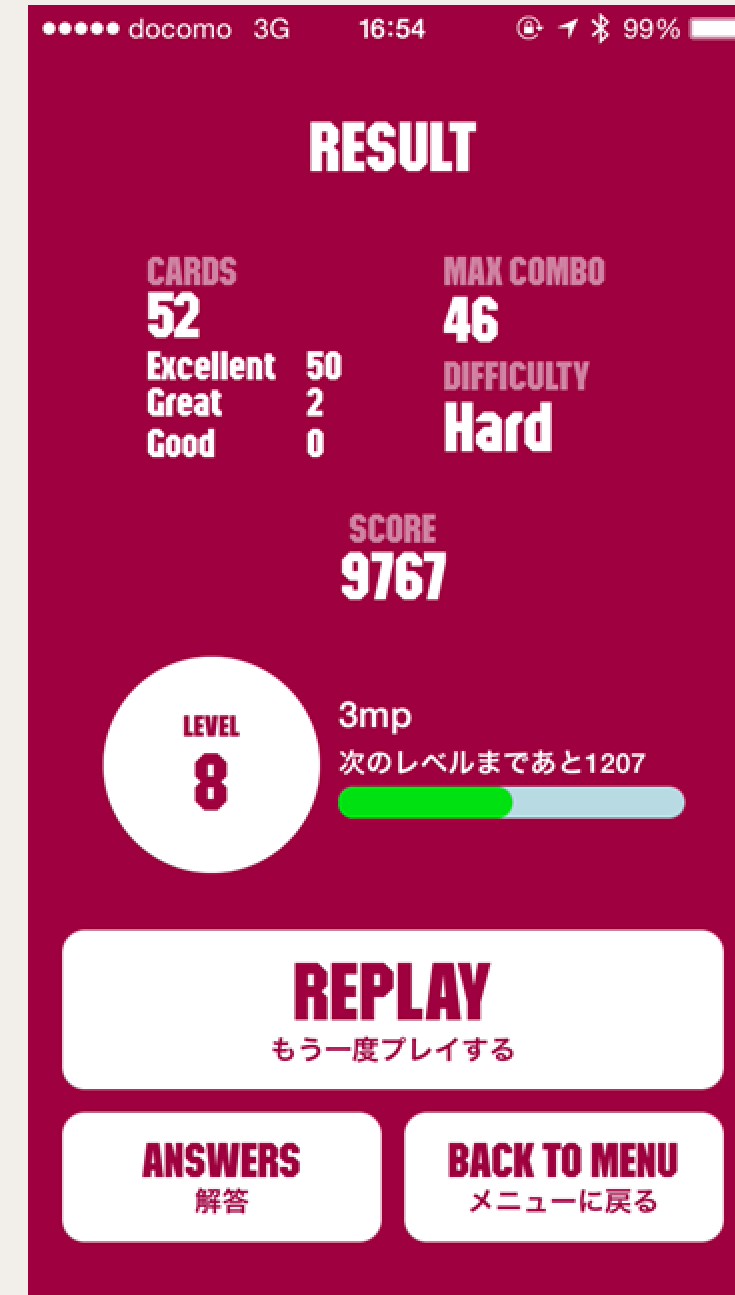 docomo 3G 16:54 99%
RESULT
CARDS
52
Excellent 50
Great 2
Good 0
MAX COMBO
46
DIFFICULTY
Hard
SCORE
9767
LEVEL
8
3mp
次のレベルまであと1207
REPLAY
もう一度プレイする
ANSWERS
解答
BACK TO MENU
メニューに戻る